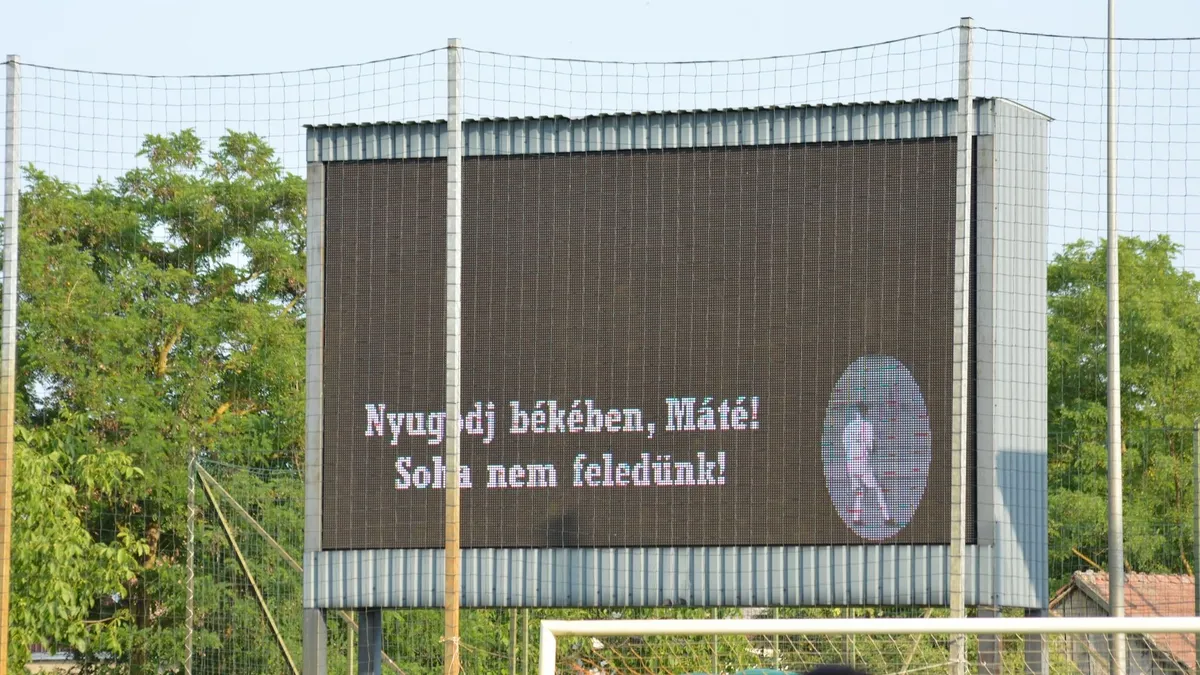 Nyugodj békében, Máté!
Soha nem feledünk!